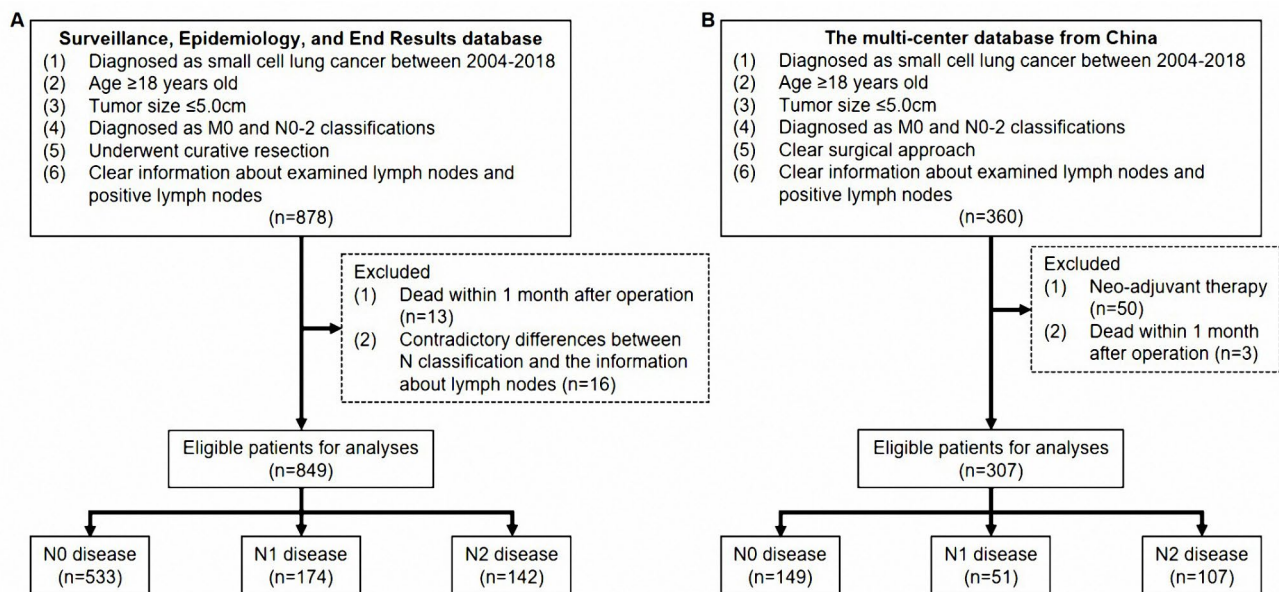 A
Surveillance, Epidemiology, and End Results database
(1) Diagnosed as small cell lung cancer between 2004-2018
(2) Age ≥18 years old
(3) Tumor size ≤5.0cm
(4) Diagnosed as M0 and N0-2 classifications
(5) Underwent curative resection
(6) Clear information about examined lymph nodes and
positive lymph nodes
(n=878)
Excluded
(1) Dead within 1 month after operation
(n=13)
(2) Contradictory differences between
N classification and the information
about lymph nodes (n=16)
Eligible patients for analyses
(n=849)
N0 disease
(n=533)
N1 disease
(n=174)
N2 disease
(n=142)
B
The multi-center database from China
(1) Diagnosed as small cell lung cancer between 2004-2018
(2) Age ≥18 years old
(3) Tumor size ≤5.0cm
(4) Diagnosed as M0 and N0-2 classifications
(5) Clear surgical approach
(6) Clear information about examined lymph nodes and
positive lymph nodes
(n=360)
Excluded
(1) Neo-adjuvant therapy
(n=50)
(2) Dead within 1 month
after operation (n=3)
Eligible patients for analyses
(n=307)
N0 disease
(n=149)
N1 disease
(n=51)
N2 disease
(n=107)